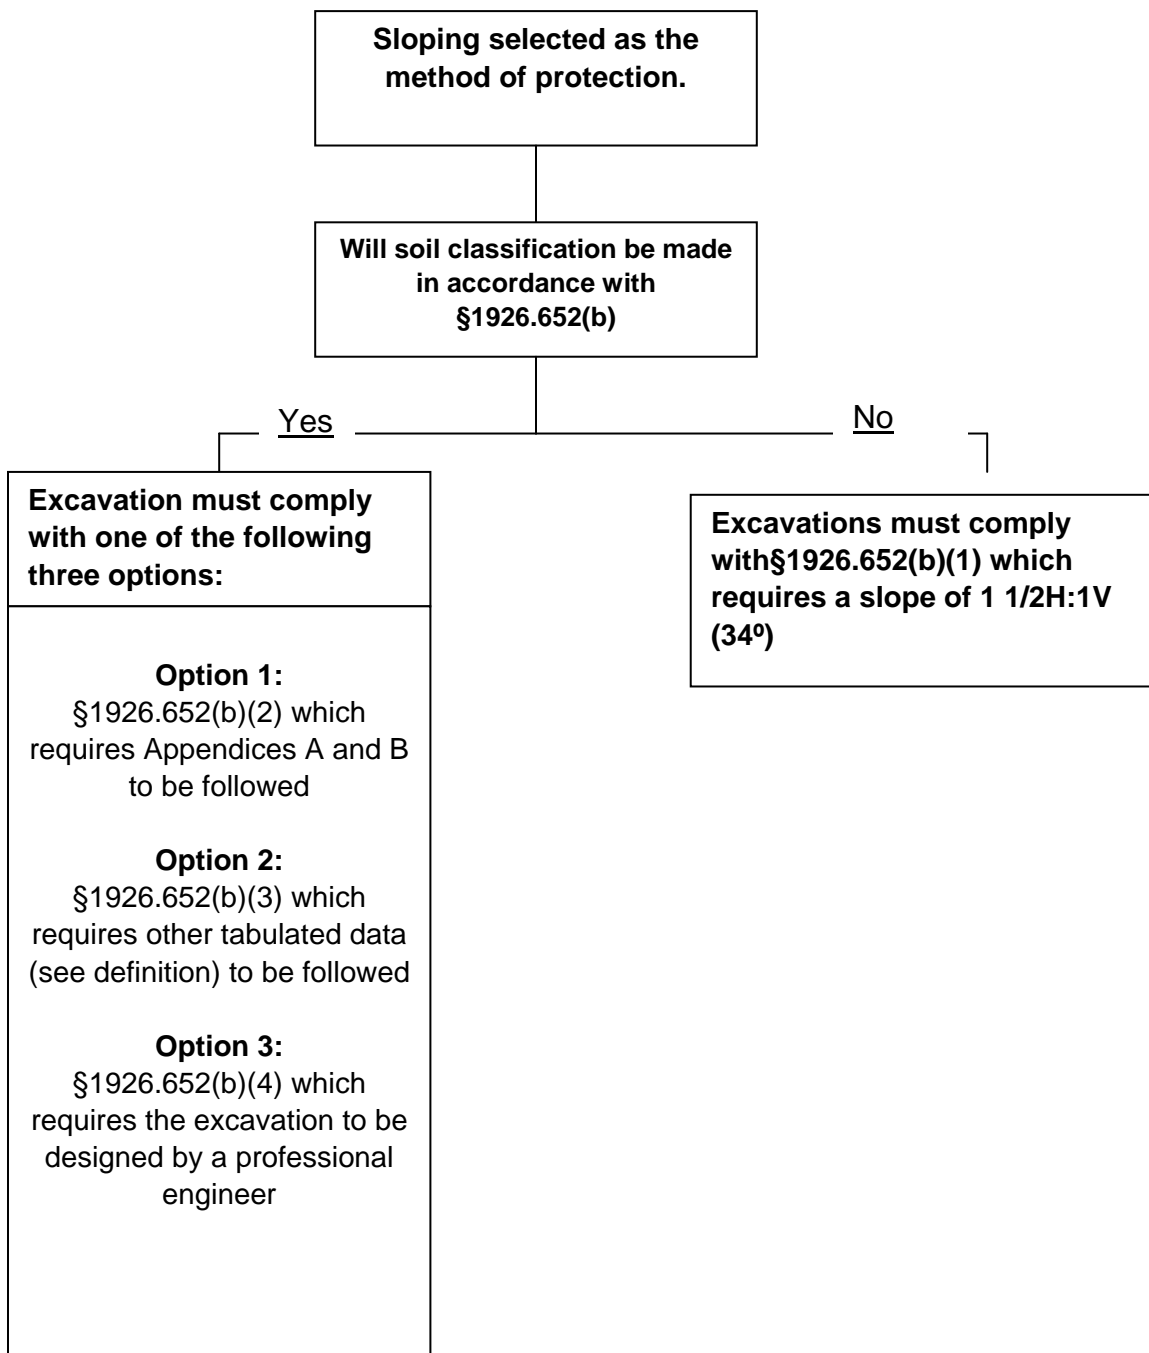 Sloping selected as the
method of protection.
Will soil classification be made
in accordance with
§1926.652(b)
Yes
No
Excavation must comply
with one of the following
three options:
Option 1:
§1926.652(b)(2) which
requires Appendices A and B
to be followed
Option 2:
§1926.652(b)(3) which
requires other tabulated data
(see definition) to be followed
Option 3:
§1926.652(b)(4) which
requires the excavation to be
designed by a professional
engineer
Excavations must comply
with§1926.652(b)(1) which
requires a slope of 1 1/2H:1V
(34º)